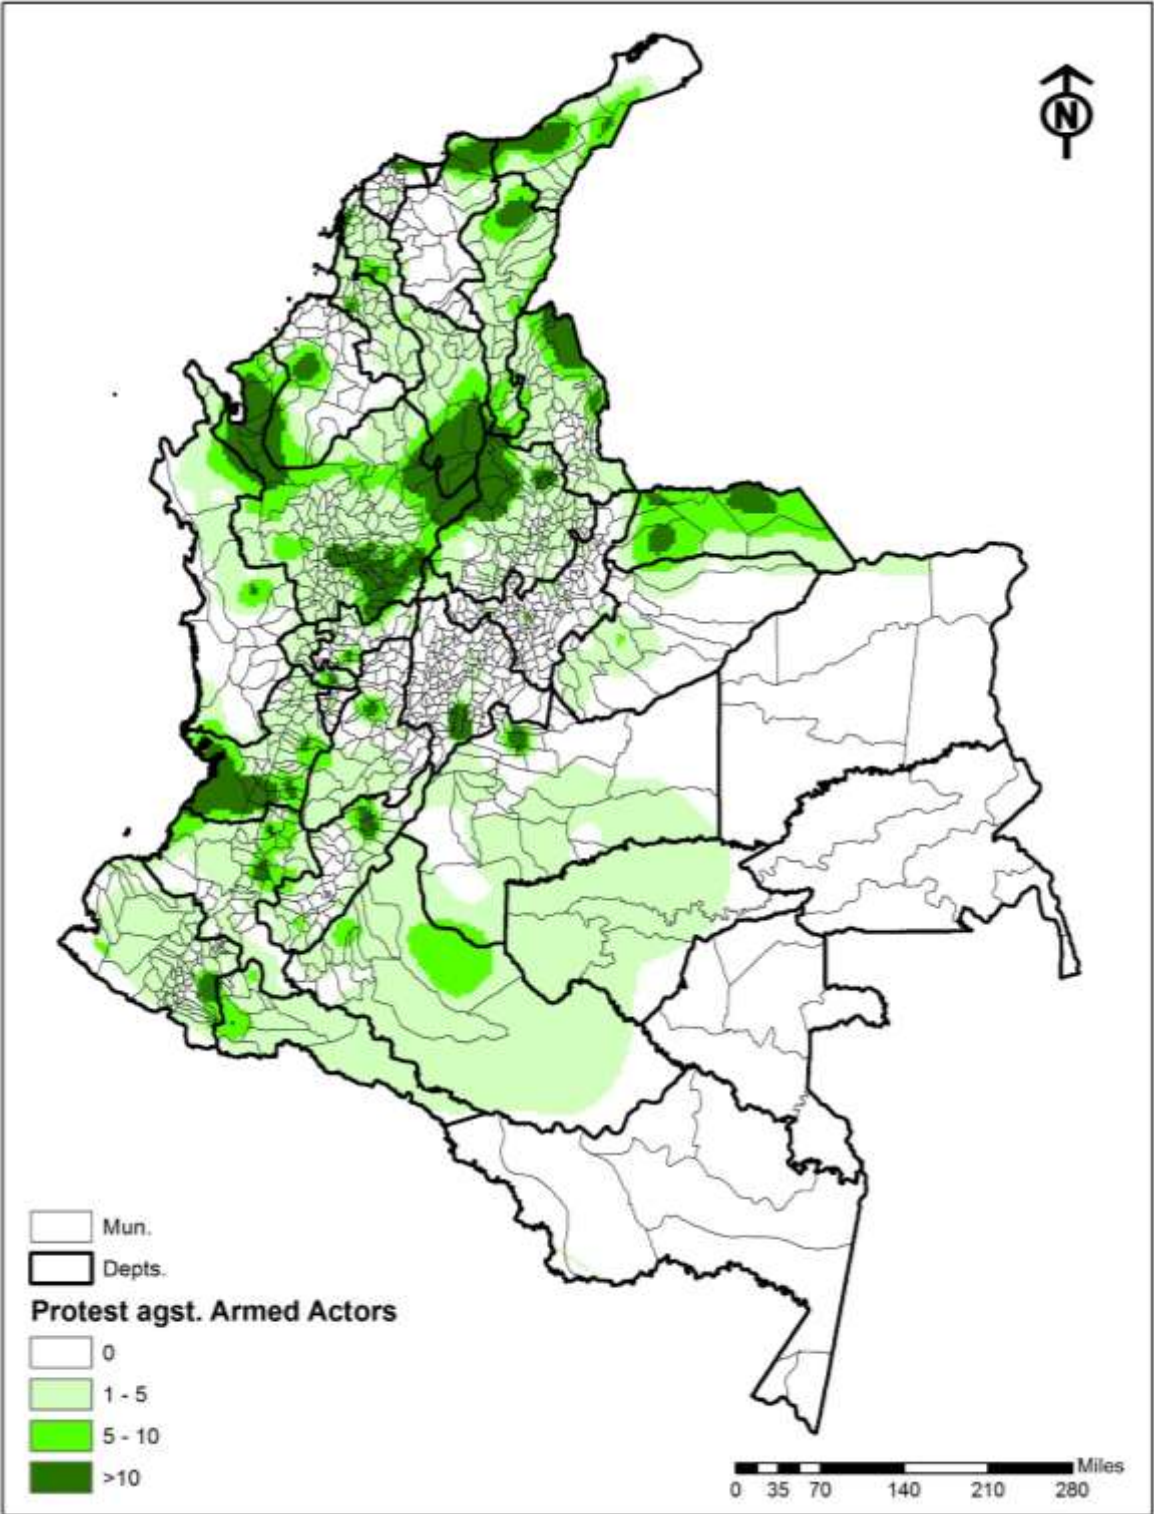 N
Mun.
Depts.
Protest agst. Armed Actors
0
1 - 5
5 - 10
>10
Miles
0 35 70 140 210 280